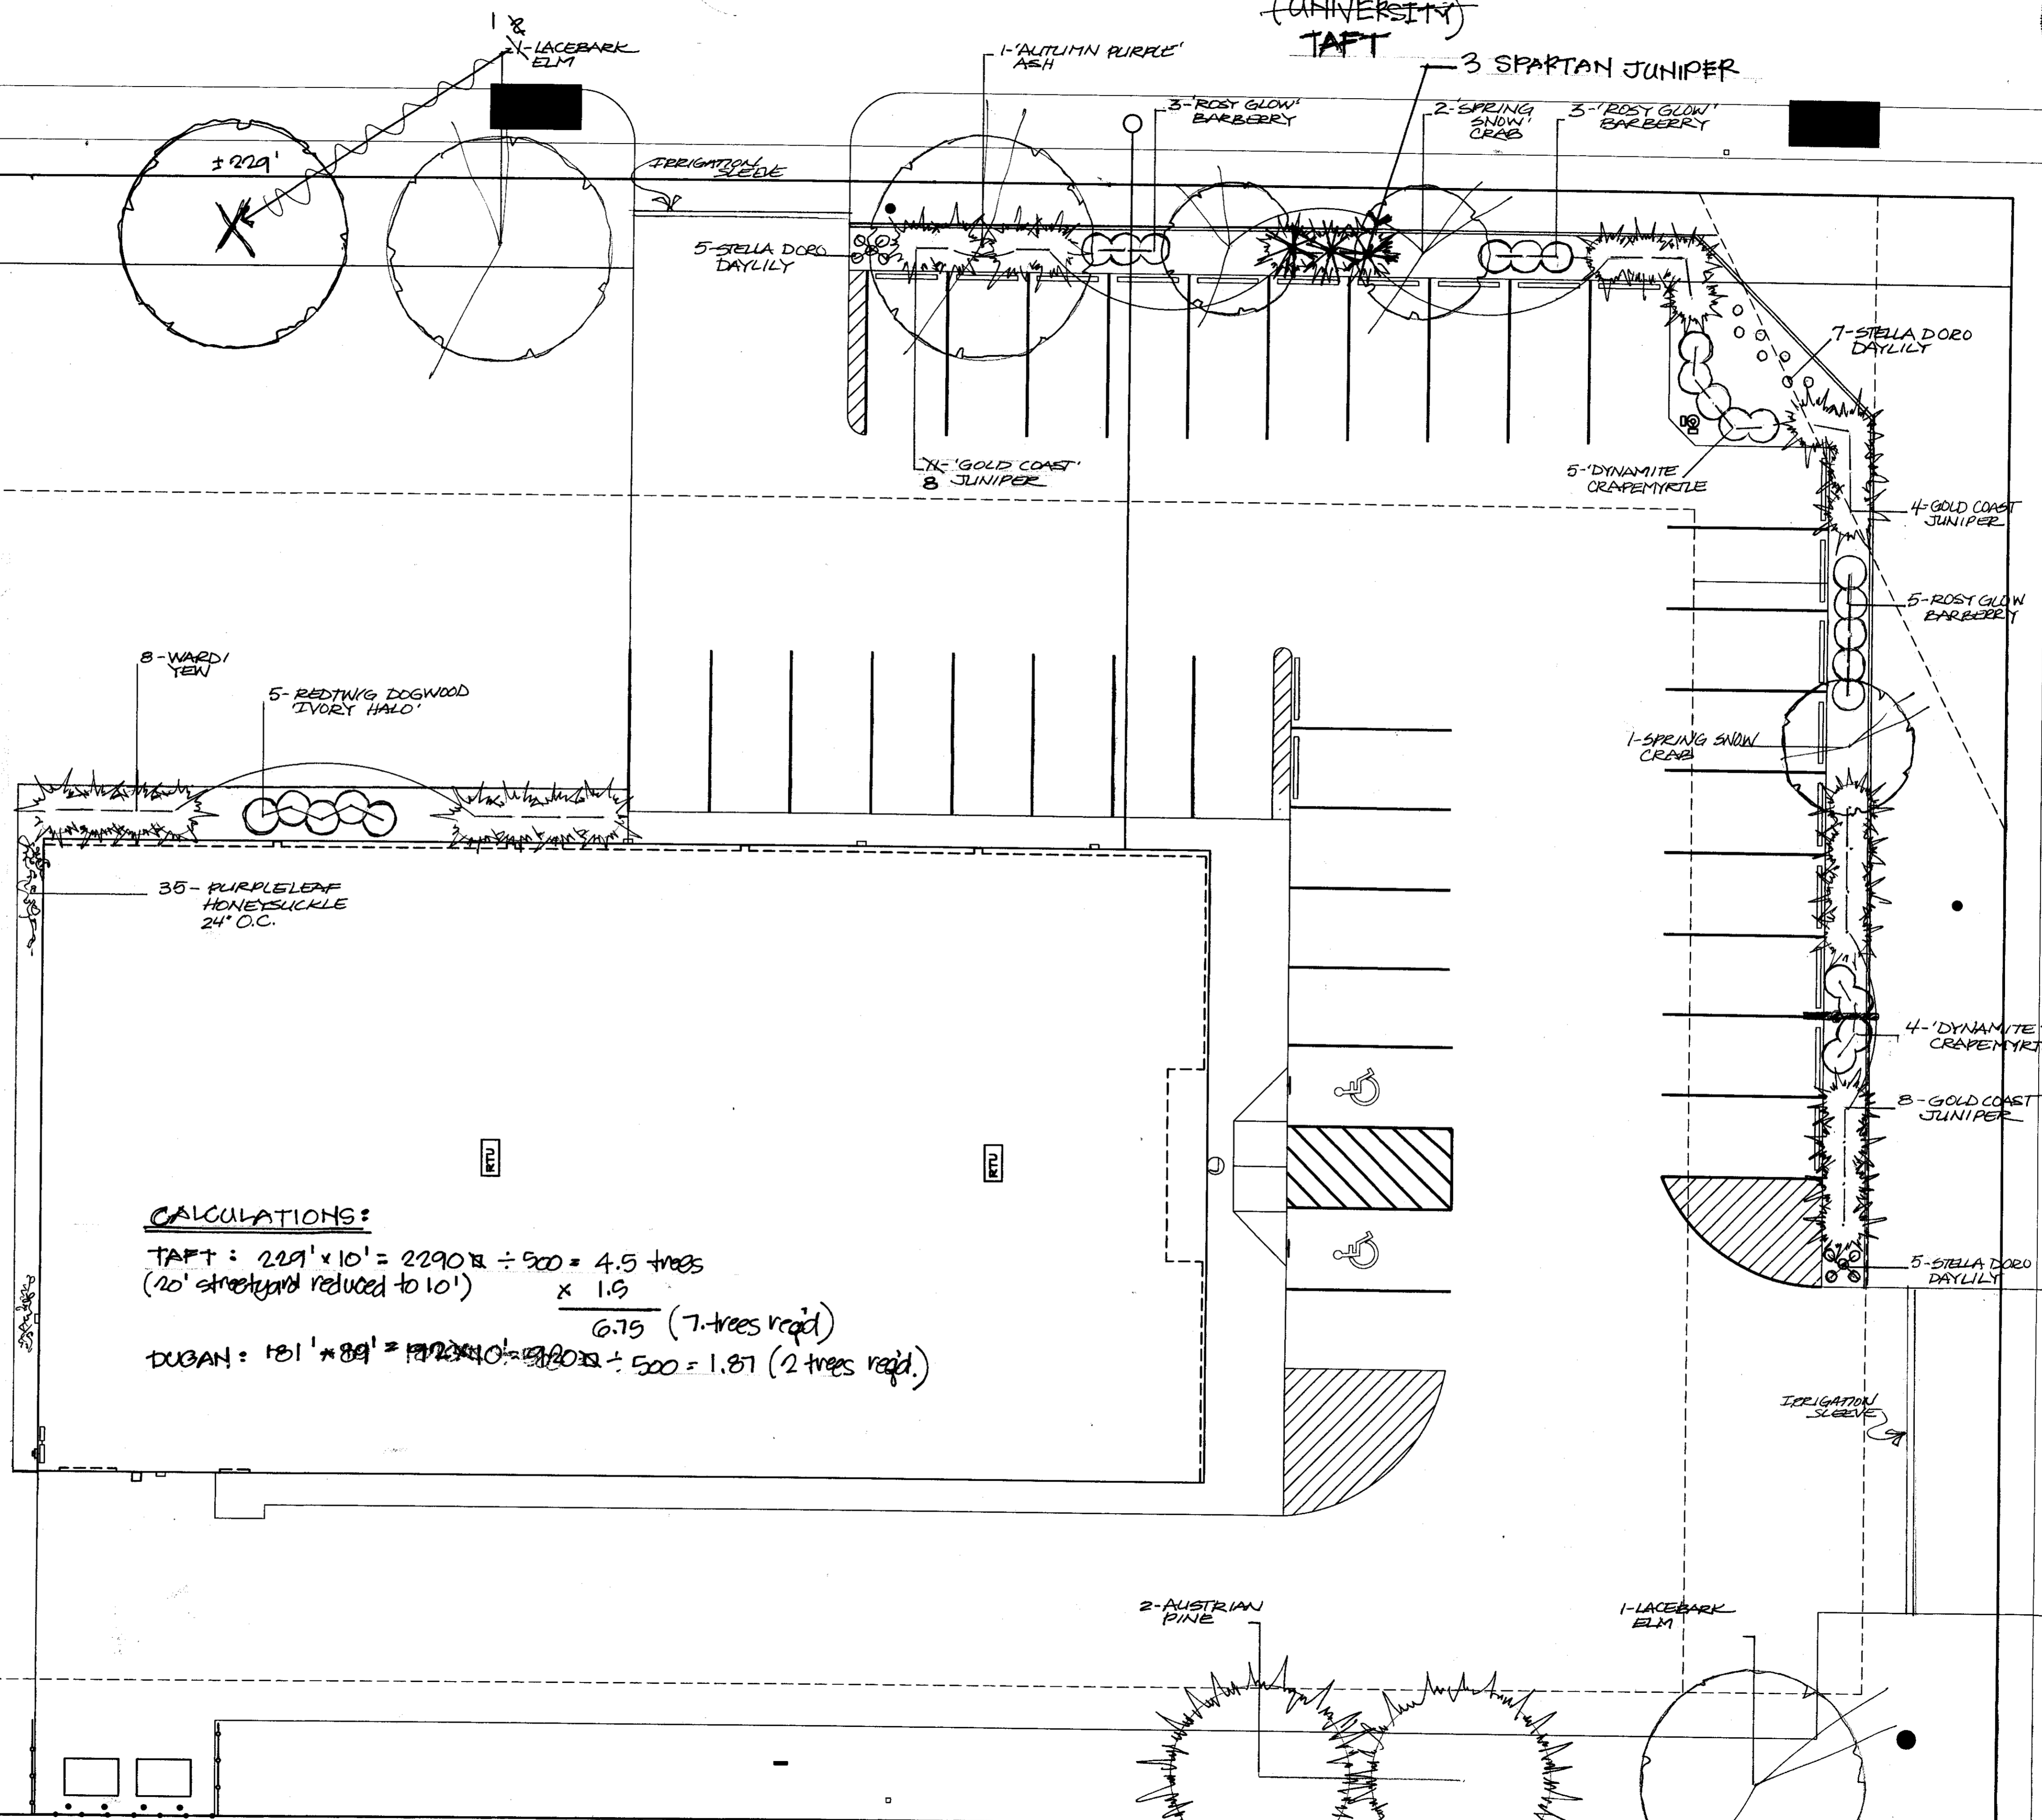 (UNIVERSITY)
TAFT
1 &
-LACEBARK
ELM
1-'AUTUMN PURPLE'
ASH
3 SPARTAN JUNIPER
3-'ROSY GLOW'
BARBERRY
2-'SPRING
SNOW'
CRAB
3-'ROSY GLOW'
BARBERRY
±229'
IRRIGATION
SLEEVE
5-STELLA DORO
DAYLILY
7-STELLA DORO
DAYLILY
-'GOLD COAST'
8 JUNIPER
5-'DYNAMITE
CRAPEMYRTLE
4-GOLD COAST
JUNIPER
5-ROSY GLOW
BARBERRY
8-WARDI
YEW
5-REDTWIG DOGWOOD
'IVORY HALO'
1-SPRING SNOW
CRAB
35-PURPLELEAF
HONEYSUCKLE
24" O.C.
4-'DYNAMITE'
CRAPEMYRT
8-GOLD COAST
JUNIPER
RTU
RTU
5-STELLA DORO
DAYLILY
CALCULATIONS:
TAFT: 229' x 10' = 2290 ÷ 500 = 4.5 trees
(20' streetyard reduced to 10')
x 1.5
6.75 (7 trees req'd)
DUGAN: 181' 89' = ÷ 500 = 1.87 (2 trees req'd.)
IRRIGATION
SLEEVE
2-AUSTRIAN
PINE
1-LACEBARK
ELM